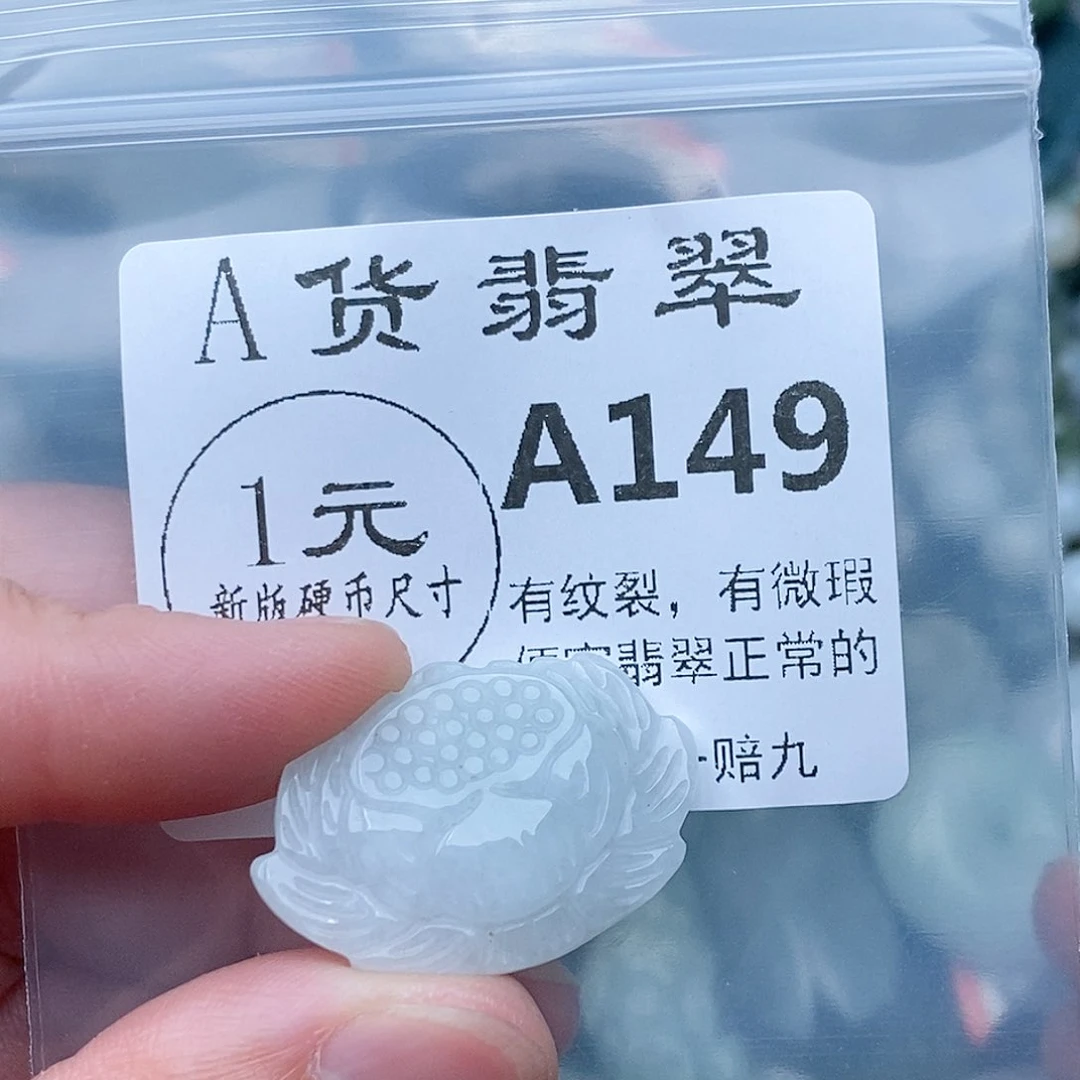 A货翡翠
A149
1元
新版硬币尺寸
有纹裂，有微瑕
翡翠正常的
赔九